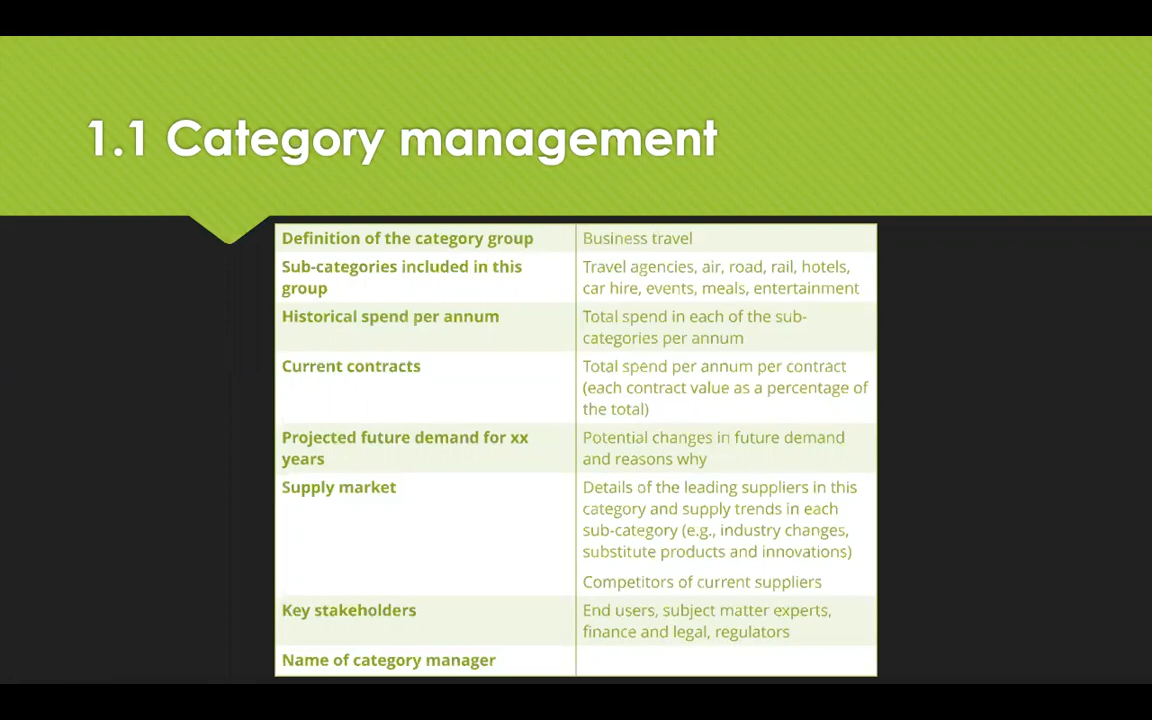 1.1 Category management
Definition of the category group
Business travel
Sub-categories included in this
group
Travel agencies, air, road, rail, hotels,
car hire, events, meals, entertainment
Historical spend per annum
Total spend in each of the sub-
categories per annum
Current contracts
Total spend per annum per contract
(each contract value as a percentage of
the total)
Projected future demand for xx
years
Potential changes in future demand
and reasons why
Supply market
Details of the leading suppliers in this
category and supply trends in each
sub-category (e.g., industry changes,
substitute products and innovations)
Competitors of current suppliers
Key stakeholders
End users, subject matter experts,
finance and legal, regulators
Name of category manager